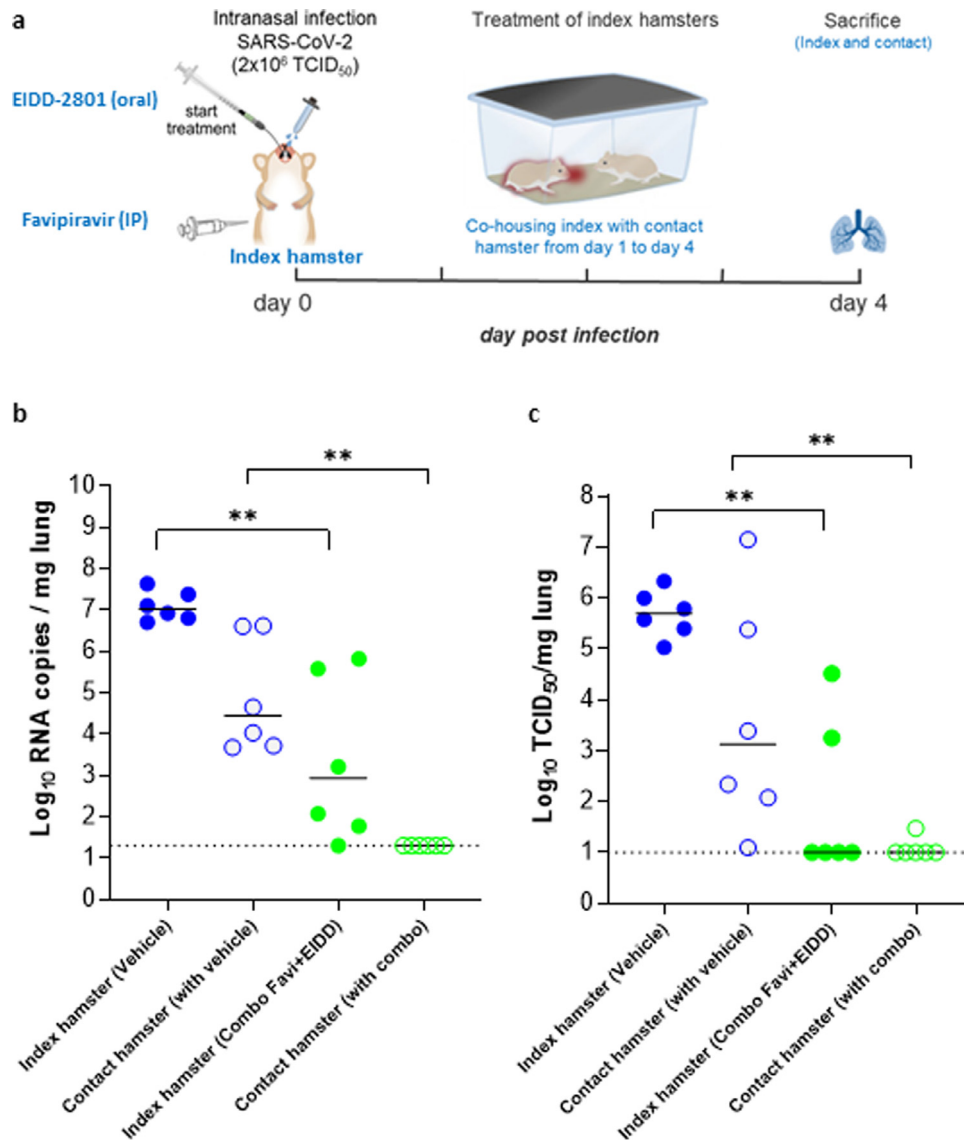 a
Intranasal infection
SARS-CoV-2
(2x10⁶ TCID₅₀)
Treatment of index hamsters
Sacrifice
(Index and contact)
EIDD-2801 (oral)
start
treatment
Favipiravir (IP)
Index hamster
Co-housing index with contact
hamster from day 1 to day 4
day 0
day 4
day post infection
b
Log₁₀ RNA copies / mg lung
10
9
8
7
6
5
4
3
2
1
0
**
**
Index hamster (Vehicle)
Contact hamster (with vehicle)
Index hamster (Combo Favi+EIDD)
Contact hamster (with combo)
c
Log₁₀ TCID₅₀/mg lung
8
7
6
5
4
3
2
1
0
**
**
Index hamster (Vehicle)
Contact hamster (with vehicle)
Index hamster (Combo Favi+EIDD)
Contact hamster (with combo)